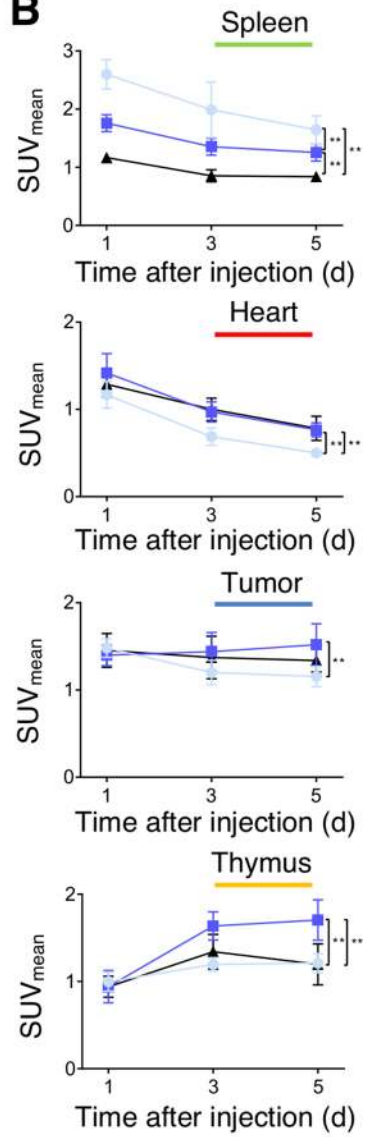 B
Spleen
SUVmean
3
2
1
0
**
**
**
1 3 5
Time after injection (d)
Heart
SUVmean
2
1
0
** **
1 3 5
Time after injection (d)
Tumor
SUVmean
2
1
0
**
1 3 5
Time after injection (d)
Thymus
SUVmean
2
1
0
** **
1 3 5
Time after injection (d)